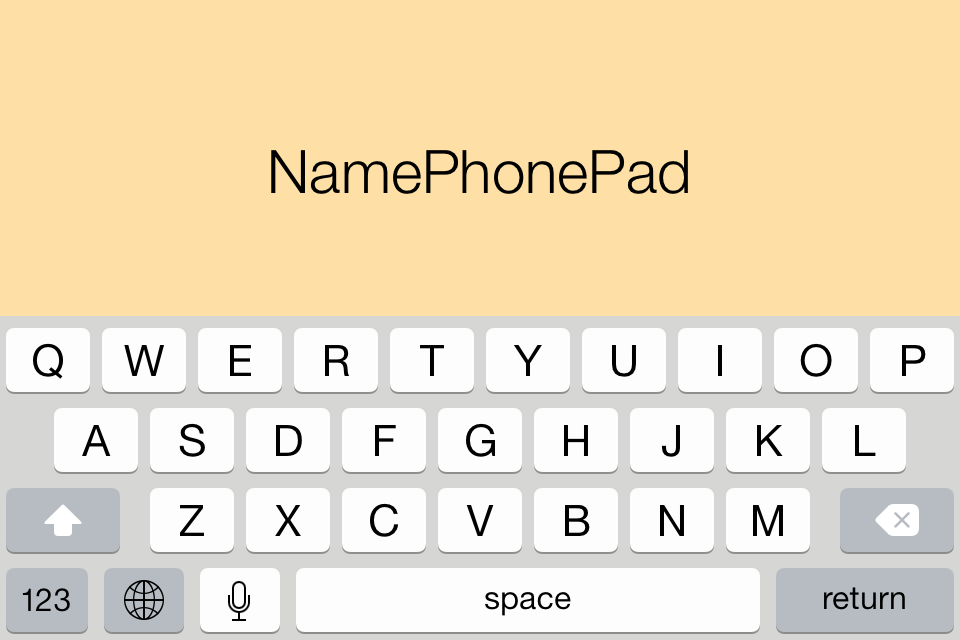 NamePhonePad
Q W E R T Y U I O P
A S D F G H J K L
Z X C V B N M
123 space return